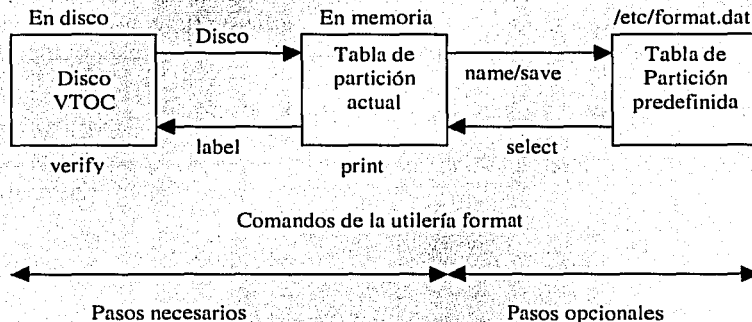 En disco
En memoria
/etc/format.dat
Disco
VTOC
Disco
label
Tabla de
partición
actual
name/save
select
Tabla de
Partición
predefinida
verify
print
Comandos de la utilería format
Pasos necesarios
Pasos opcionales